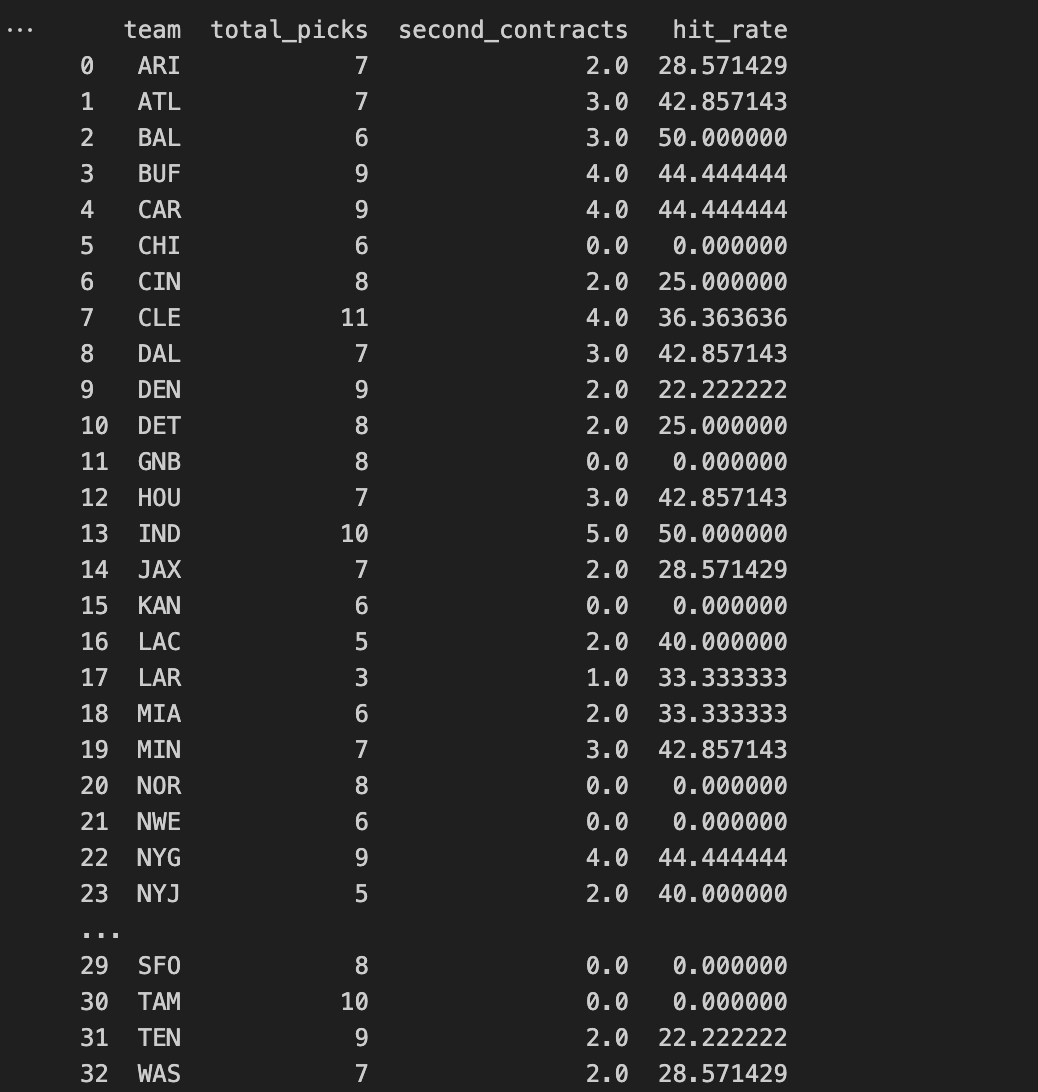 ...
team total_picks second_contracts hit_rate
0 ARI 7 2.0 28.571429
1 ATL 7 3.0 42.857143
2 BAL 6 3.0 50.000000
3 BUF 9 4.0 44.444444
4 CAR 9 4.0 44.444444
5 CHI 6 0.0 0.000000
6 CIN 8 2.0 25.000000
7 CLE 11 4.0 36.363636
8 DAL 7 3.0 42.857143
9 DEN 9 2.0 22.222222
10 DET 8 2.0 25.000000
11 GNB 8 0.0 0.000000
12 HOU 7 3.0 42.857143
13 IND 10 5.0 50.000000
14 JAX 7 2.0 28.571429
15 KAN 6 0.0 0.000000
16 LAC 5 2.0 40.000000
17 LAR 3 1.0 33.333333
18 MIA 6 2.0 33.333333
19 MIN 7 3.0 42.857143
20 NOR 8 0.0 0.000000
21 NWE 6 0.0 0.000000
22 NYG 9 4.0 44.444444
23 NYJ 5 2.0 40.000000
...
29 SFO 8 0.0 0.000000
30 TAM 10 0.0 0.000000
31 TEN 9 2.0 22.222222
32 WAS 7 2.0 28.571429